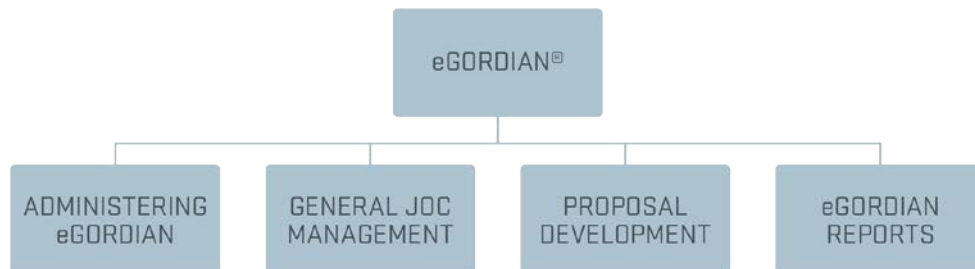 eGORDIAN®
ADMINISTERING
eGORDIAN
GENERAL JOC
MANAGEMENT
PROPOSAL
DEVELOPMENT
eGORDIAN
REPORTS